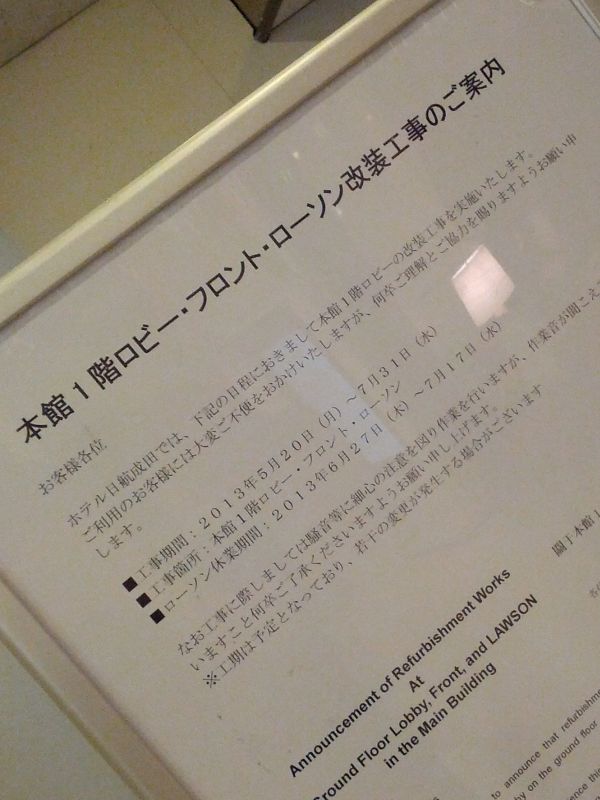 本館1階ロビー・フロント・ローソン改装工事のご案内
お客様各位
ホテル日航成田では、下記の日程におきまして本館1階ロビーの改装工事を実施いたします。
ご利用のお客様には大変ご不便をおかけいたしますが、何卒ご理解とご協力を賜りますようお願い申
します。
■工事期間:2013年5月20日(月)~7月31日(水)
■工事箇所:本館1階ロビー・フロント・ローソン
■ローソン休業期間:2013年6月27日(木)~7月17日(水)
なお工事に際しましては騒音等に細心の注意を図り作業を行いますが、作業音が聞こえ
いますこと何卒ご了承くださいますようお願い申し上げます。
※工期は予定となっており、若干の変更が発生する場合がございます
Announcement of Refurbishment Works
At
Ground Floor Lobby, Front, and LAWSON
in the Main Building
to announce that refurbishm
by on the ground floor